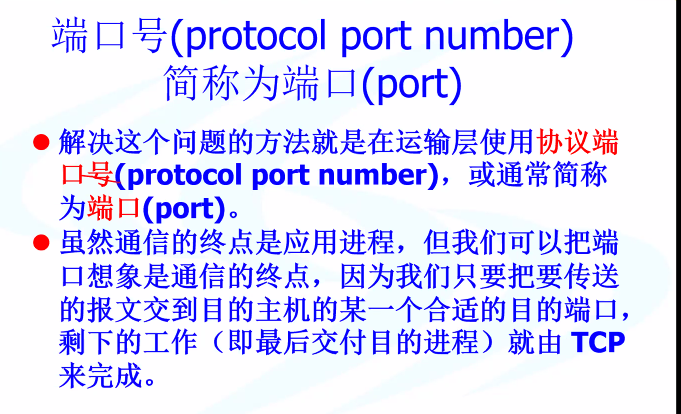 端口号(protocol port number)
简称为端口(port)
解决这个问题的方法就是在运输层使用协议端
口号(protocol port number)，或通常简称
为端口(port)。
虽然通信的终点是应用进程，但我们可以把端
口想象是通信的终点，因为我们只要把要传送
的报文交到目的主机的某一个合适的目的端口，
剩下的工作（即最后交付目的进程）就由 TCP
来完成。